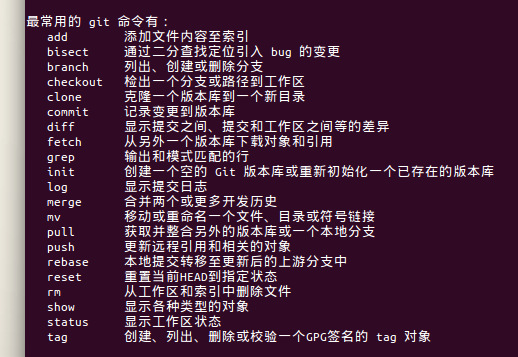 最常用的 git 命令有：
add 添加文件内容至索引
bisect 通过二分查找定位引入 bug 的变更
branch 列出、创建或删除分支
checkout 检出一个分支或路径到工作区
clone 克隆一个版本库到一个新目录
commit 记录变更到版本库
diff 显示提交之间、提交和工作区之间等的差异
fetch 从另外一个版本库下载对象和引用
grep 输出和模式匹配的行
init 创建一个空的 Git 版本库或重新初始化一个已存在的版本库
log 显示提交日志
merge 合并两个或更多开发历史
mv 移动或重命名一个文件、目录或符号链接
pull 获取并整合另外的版本库或一个本地分支
push 更新远程引用和相关的对象
rebase 本地提交转移至更新后的上游分支中
reset 重置当前HEAD到指定状态
rm 从工作区和索引中删除文件
show 显示各种类型的对象
status 显示工作区状态
tag 创建、列出、删除或校验一个GPG签名的 tag 对象